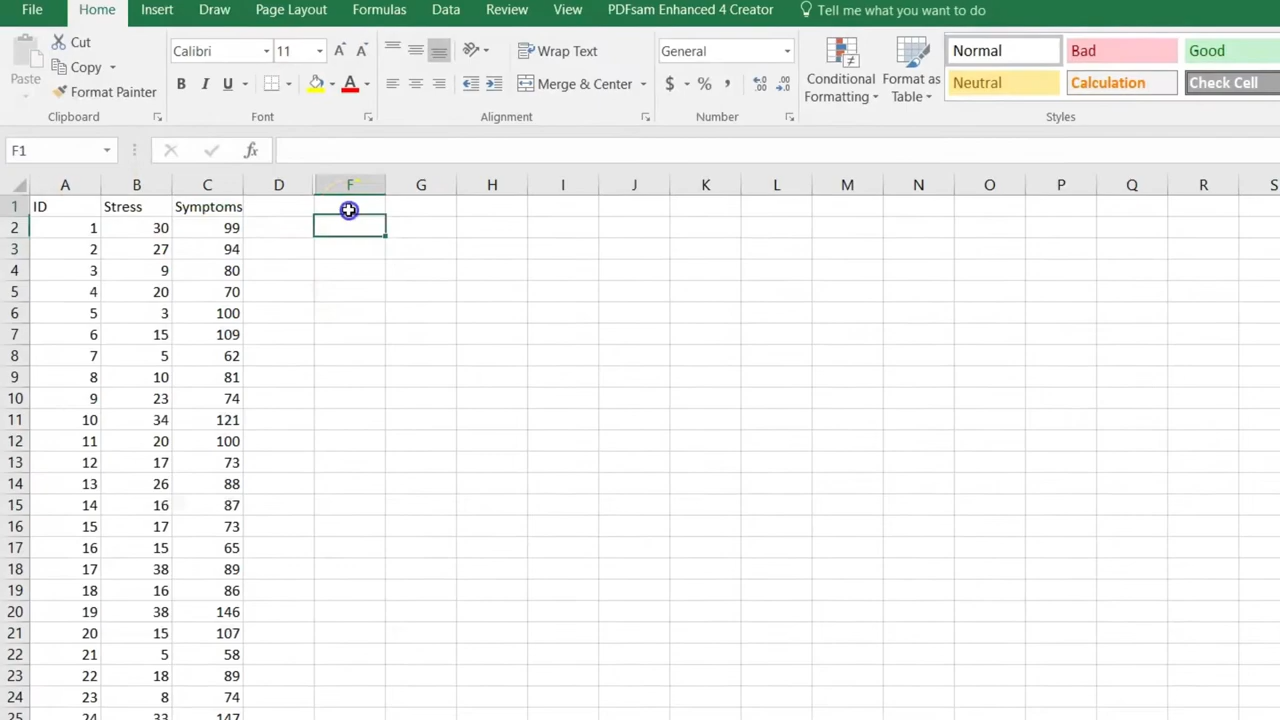 File Home Insert Draw Page Layout Formulas Data Review View PDFsam Enhanced 4 Creator Tell me what you want to do
Paste
Cut
Copy
Format Painter
Clipboard
Calibri 11 A A
B I U A
Font
Wrap Text
Merge & Center
Alignment
General
$ % ,
Number
Conditional
Formatting
Format as
Table
Normal Bad Good
Neutral Calculation Check Cell
Styles
F1 fx
A B C D F G H I J K L M N O P Q R S
1 ID Stress Symptoms
2 1 30 99
3 2 27 94
4 3 9 80
5 4 20 70
6 5 3 100
7 6 15 109
8 7 5 62
9 8 10 81
10 9 23 74
11 10 34 121
12 11 20 100
13 12 17 73
14 13 26 88
15 14 16 87
16 15 17 73
17 16 15 65
18 17 38 89
19 18 16 86
20 19 38 146
21 20 15 107
22 21 5 58
23 22 18 89
24 23 8 74
25 24 33 147